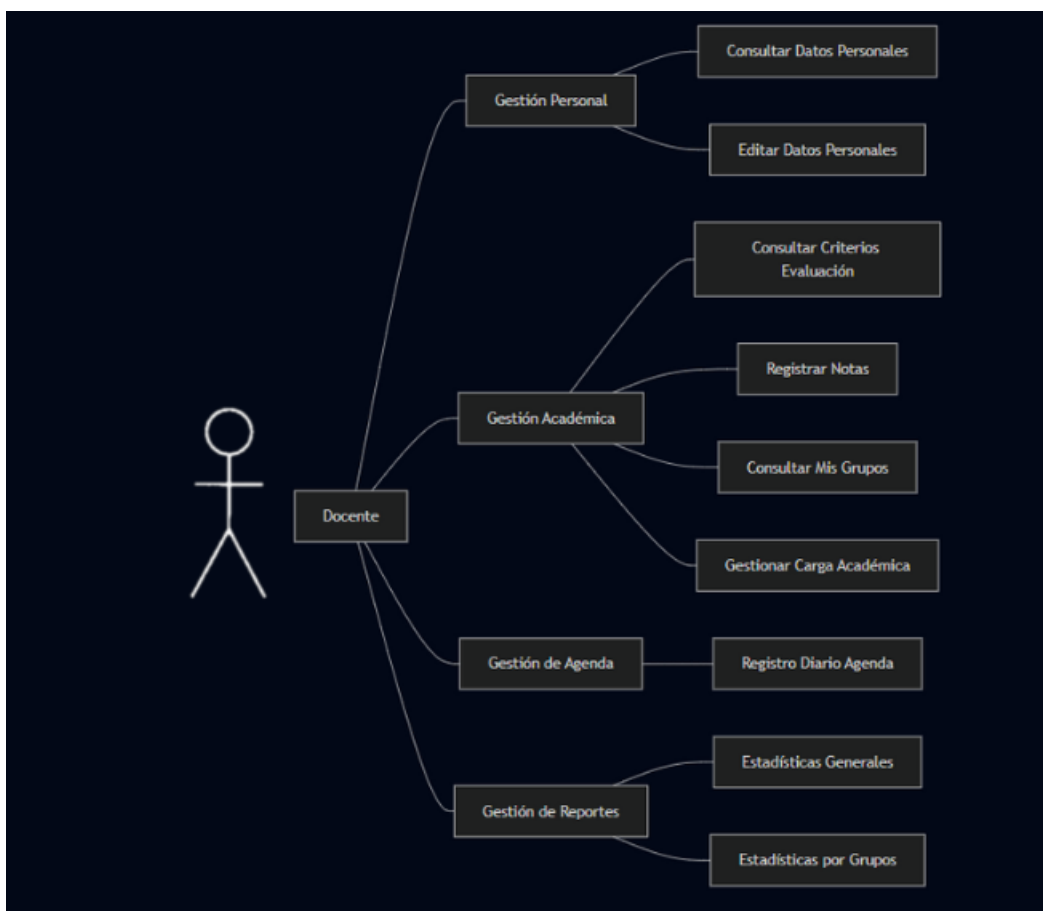 Consultar Datos Personales
Gestión Personal
Editar Datos Personales
Consultar Criterios
Evaluación
Registrar Notas
Gestión Académica
Consultar Mis Grupos
Docente
Gestionar Carga Académica
Gestión de Agenda
Registro Diario Agenda
Estadísticas Generales
Gestión de Reportes
Estadísticas por Grupos